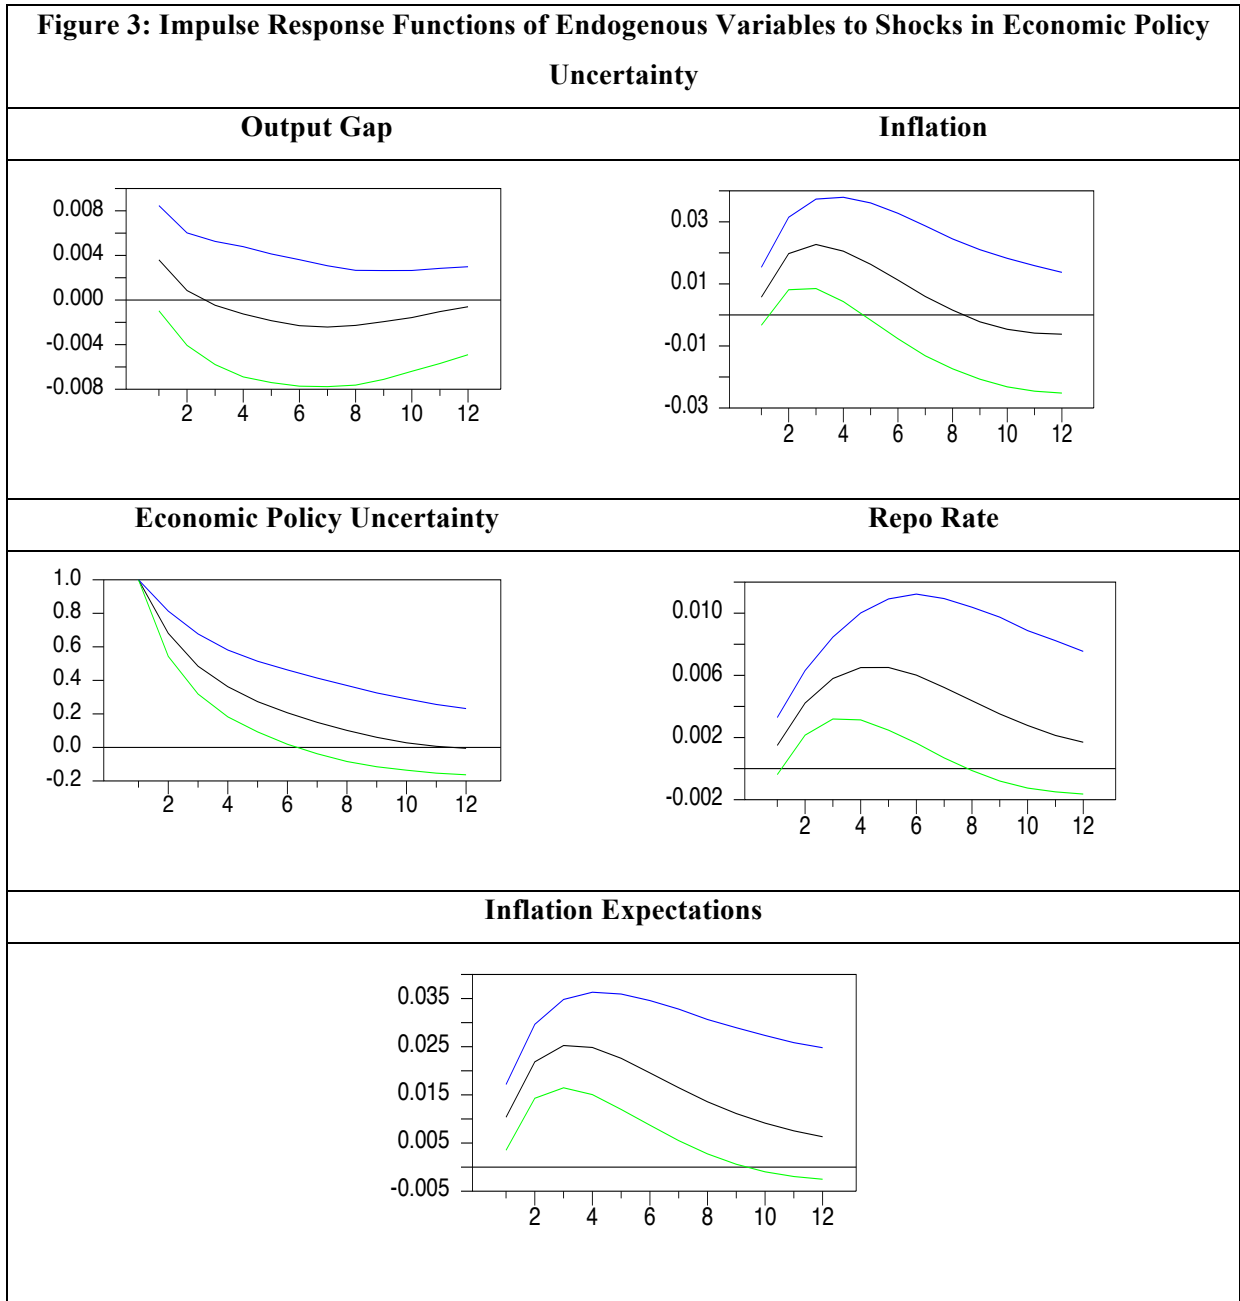 Figure 3: Impulse Response Functions of Endogenous Variables to Shocks in Economic Policy
Uncertainty
Output Gap
Inflation
0.008
0.004
0.000
-0.004
-0.008
2 4 6 8 10 12
0.03
0.01
-0.01
-0.03
2 4 6 8 10 12
Economic Policy Uncertainty
Repo Rate
1.0
0.8
0.6
0.4
0.2
0.0
-0.2
2 4 6 8 10 12
0.010
0.006
0.002
-0.002
2 4 6 8 10 12
Inflation Expectations
0.035
0.025
0.015
0.005
-0.005
2 4 6 8 10 12